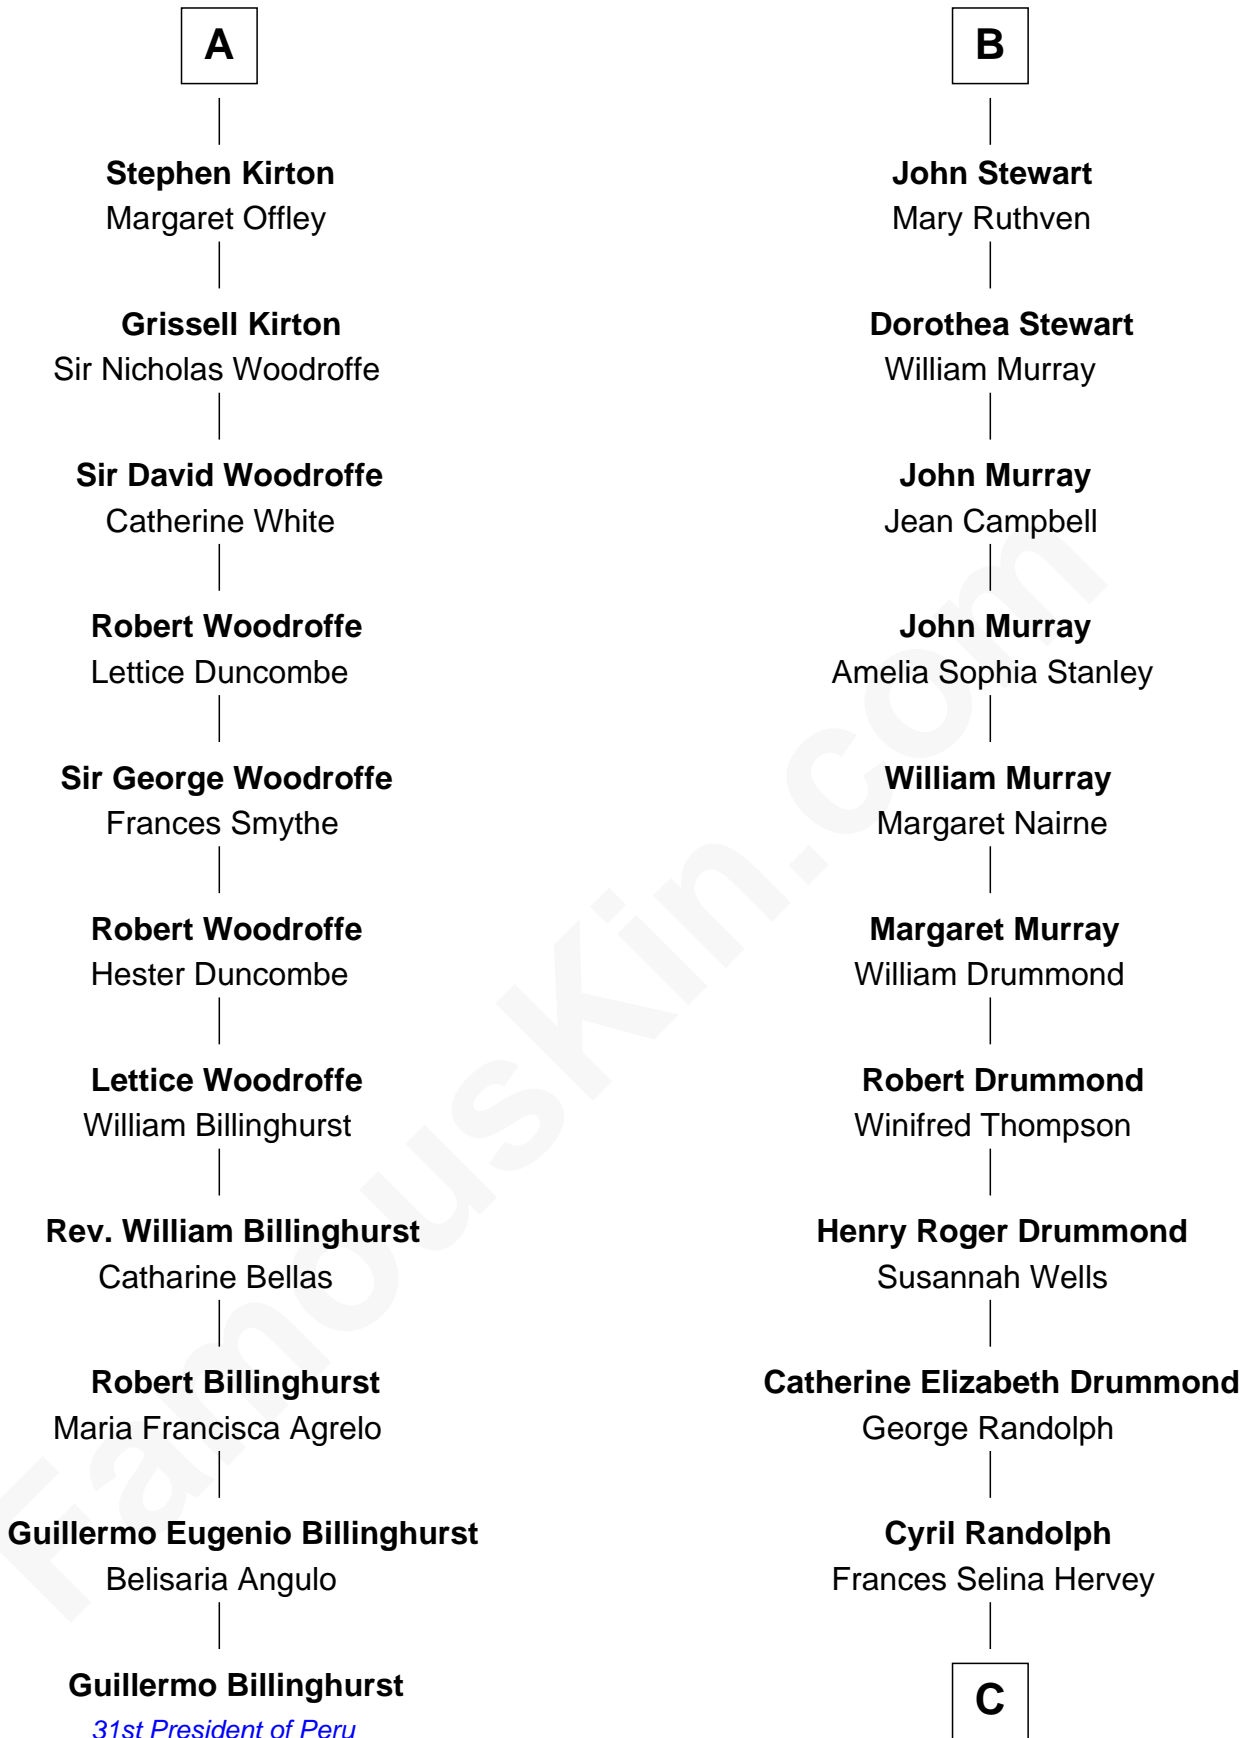 A
Stephen Kirton
Margaret Offley
Grissell Kirton
Sir Nicholas Woodroffe
Sir David Woodroffe
Catherine White
Robert Woodroffe
Lettice Duncombe
Sir George Woodroffe
Frances Smythe
Robert Woodroffe
Hester Duncombe
Lettice Woodroffe
William Billinghurst
Rev. William Billinghurst
Catharine Bellas
Robert Billinghurst
Maria Francisca Agrelo
Guillermo Eugenio Billinghurst
Belisaria Angulo
Guillermo Billinghurst
31st President of Peru
B
John Stewart
Mary Ruthven
Dorothea Stewart
William Murray
John Murray
Jean Campbell
John Murray
Amelia Sophia Stanley
William Murray
Margaret Nairne
Margaret Murray
William Drummond
Robert Drummond
Winifred Thompson
Henry Roger Drummond
Susannah Wells
Catherine Elizabeth Drummond
George Randolph
Cyril Randolph
Frances Selina Hervey
C
FamousKin.com